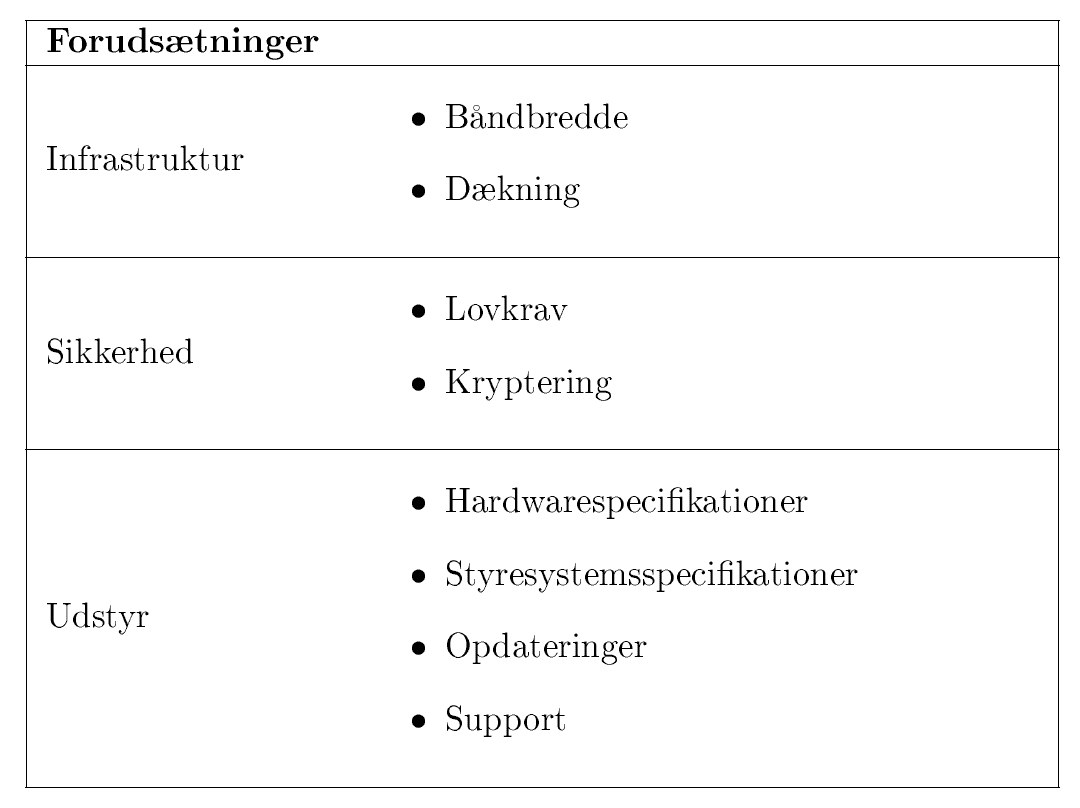 Forudsætninger
Infrastruktur
• Båndbredde
• Dækning
Sikkerhed
• Lovkrav
• Kryptering
Udstyr
• Hardwarespecifikationer
• Styresystemsspecifikationer
• Opdateringer
• Support